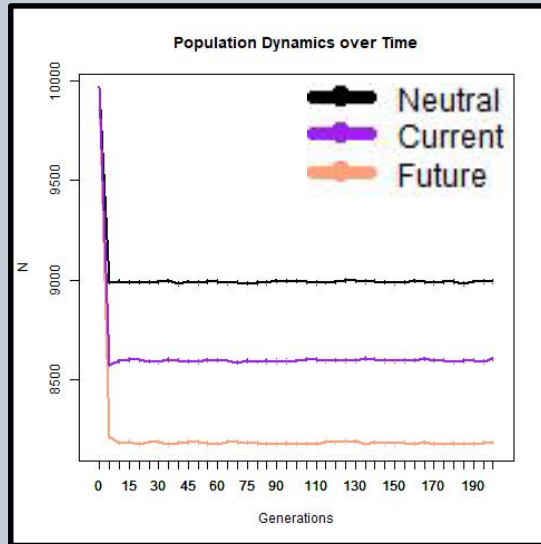 Population Dynamics over Time
Neutral
Current
Future
10000
9500
9000
8500
N
0 15 30 45 60 75 90 110 130 150 170 190
Generations